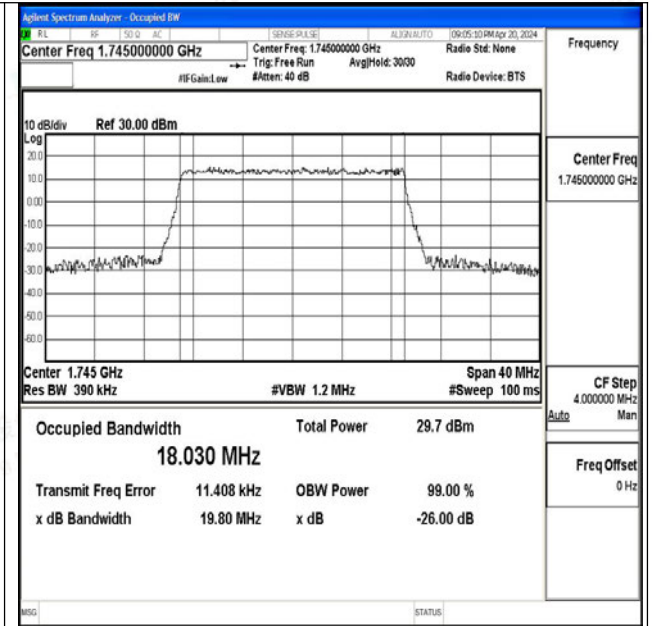 Agilent Spectrum Analyzer - Occupied BW
RL RF 50 Ω AC SENSE:PULSE ALIGN AUTO 09:05:10 PM Apr 20, 2024
Center Freq 1.745000000 GHz
Center Freq: 1.745000000 GHz
Radio Std: None
Trig: Free Run Avg|Hold: 30/30
#IFGain:Low #Atten: 40 dB Radio Device: BTS
Frequency
10 dB/div Ref 30.00 dBm
Log
20.0
10.0
0.00
-10.0
-20.0
-30.0
-40.0
-50.0
-60.0
Center 1.745 GHz Span 40 MHz
Res BW 390 kHz #VBW 1.2 MHz #Sweep 100 ms
Occupied Bandwidth Total Power 29.7 dBm
18.030 MHz
Transmit Freq Error 11.408 kHz OBW Power 99.00 %
x dB Bandwidth 19.80 MHz x dB -26.00 dB
Center Freq
1.745000000 GHz
CF Step
4.000000 MHz
Auto Man
Freq Offset
0 Hz
MSG STATUS